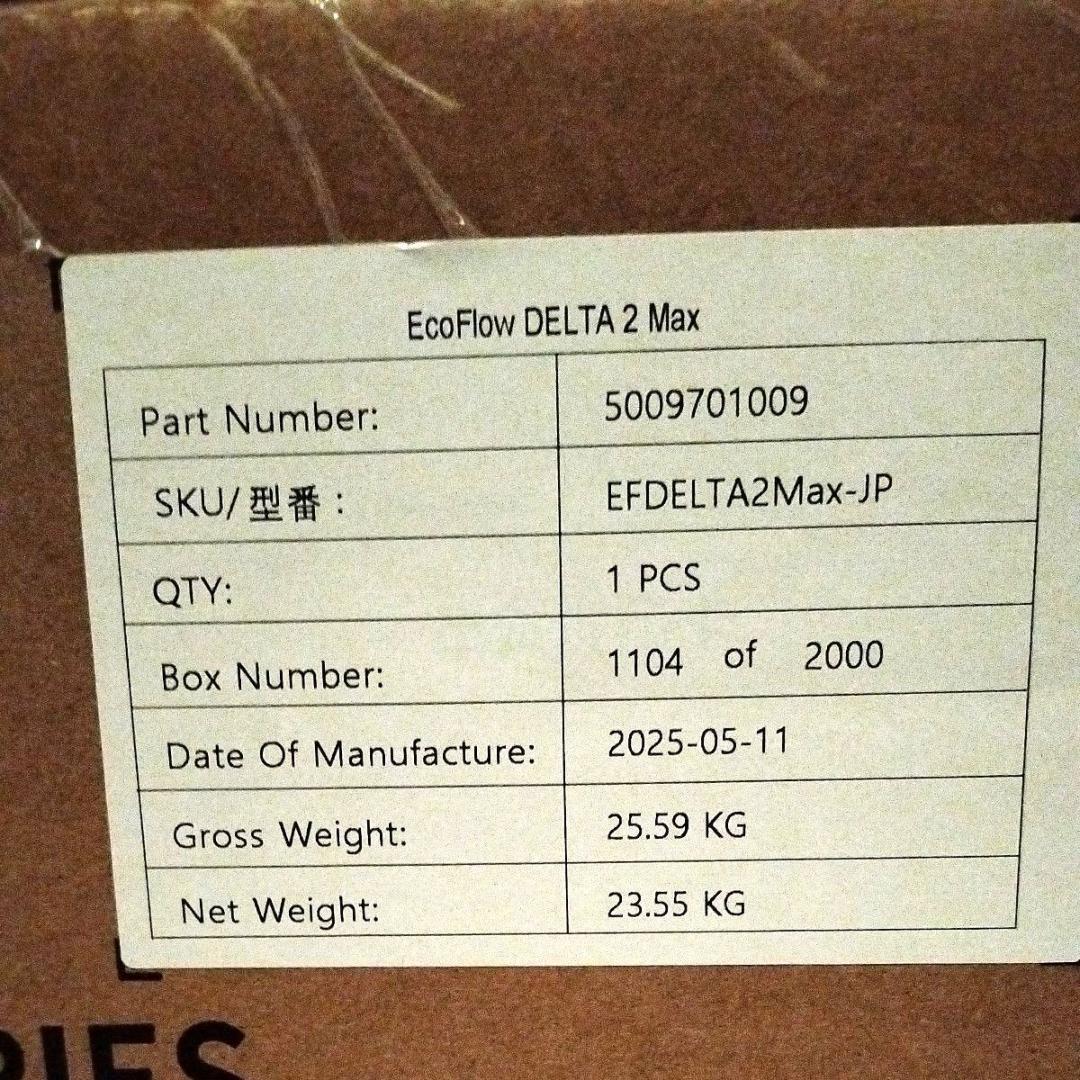 EcoFlow DELTA 2 Max
Part Number: 5009701009
SKU/型番: EFDELTA2Max-JP
QTY: 1 PCS
Box Number: 1104 of 2000
Date Of Manufacture: 2025-05-11
Gross Weight: 25.59 KG
Net Weight: 23.55 KG
RIES